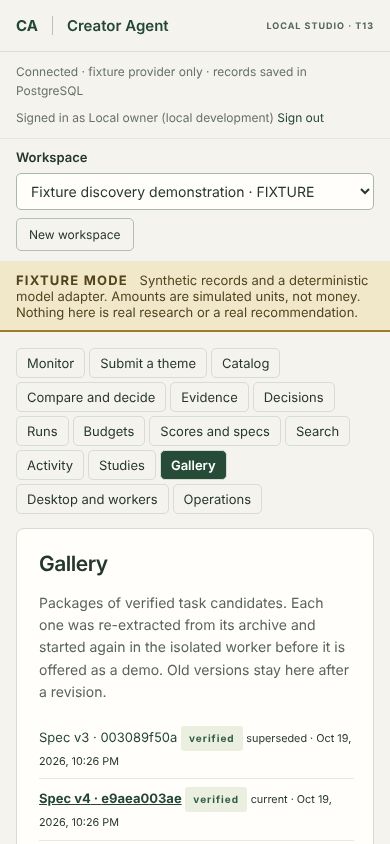 CA Creator Agent LOCAL STUDIO · T13
Connected · fixture provider only · records saved in
PostgreSQL
Signed in as Local owner (local development) Sign out
Workspace
Fixture discovery demonstration · FIXTURE
New workspace
FIXTURE MODE Synthetic records and a deterministic
model adapter. Amounts are simulated units, not money.
Nothing here is real research or a real recommendation.
Monitor Submit a theme Catalog
Compare and decide Evidence Decisions
Runs Budgets Scores and specs Search
Activity Studies Gallery
Desktop and workers Operations
Gallery
Packages of verified task candidates. Each
one was re-extracted from its archive and
started again in the isolated worker before it is
offered as a demo. Old versions stay here after
a revision.
Spec v3 · 003089f50a verified superseded · Oct 19,
2026, 10:26 PM
Spec v4 · e9aea003ae verified current · Oct 19,
2026, 10:26 PM